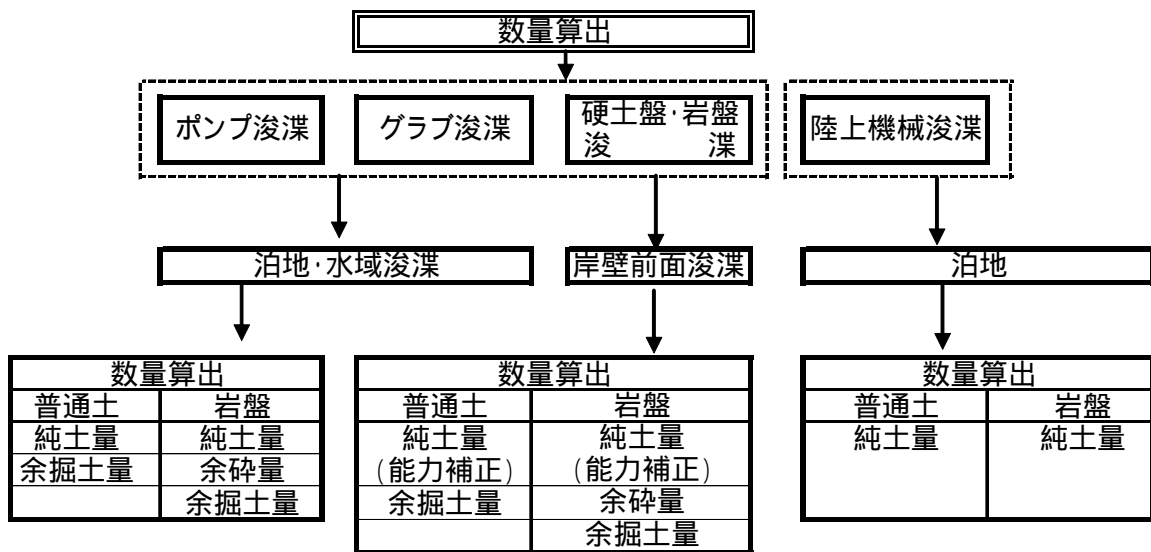 数量算出
ポンプ浚渫 グラブ浚渫 硬土盤・岩盤 陸上機械浚渫
浚 渫
泊地・水域浚渫 岸壁前面浚渫 泊地
数量算出 数量算出 数量算出
普通土 岩盤 普通土 岩盤 普通土 岩盤
純土量 純土量 純土量 純土量 純土量 純土量
余掘土量 余砕量 (能力補正) (能力補正)
余掘土量 余掘土量 余砕量
余掘土量